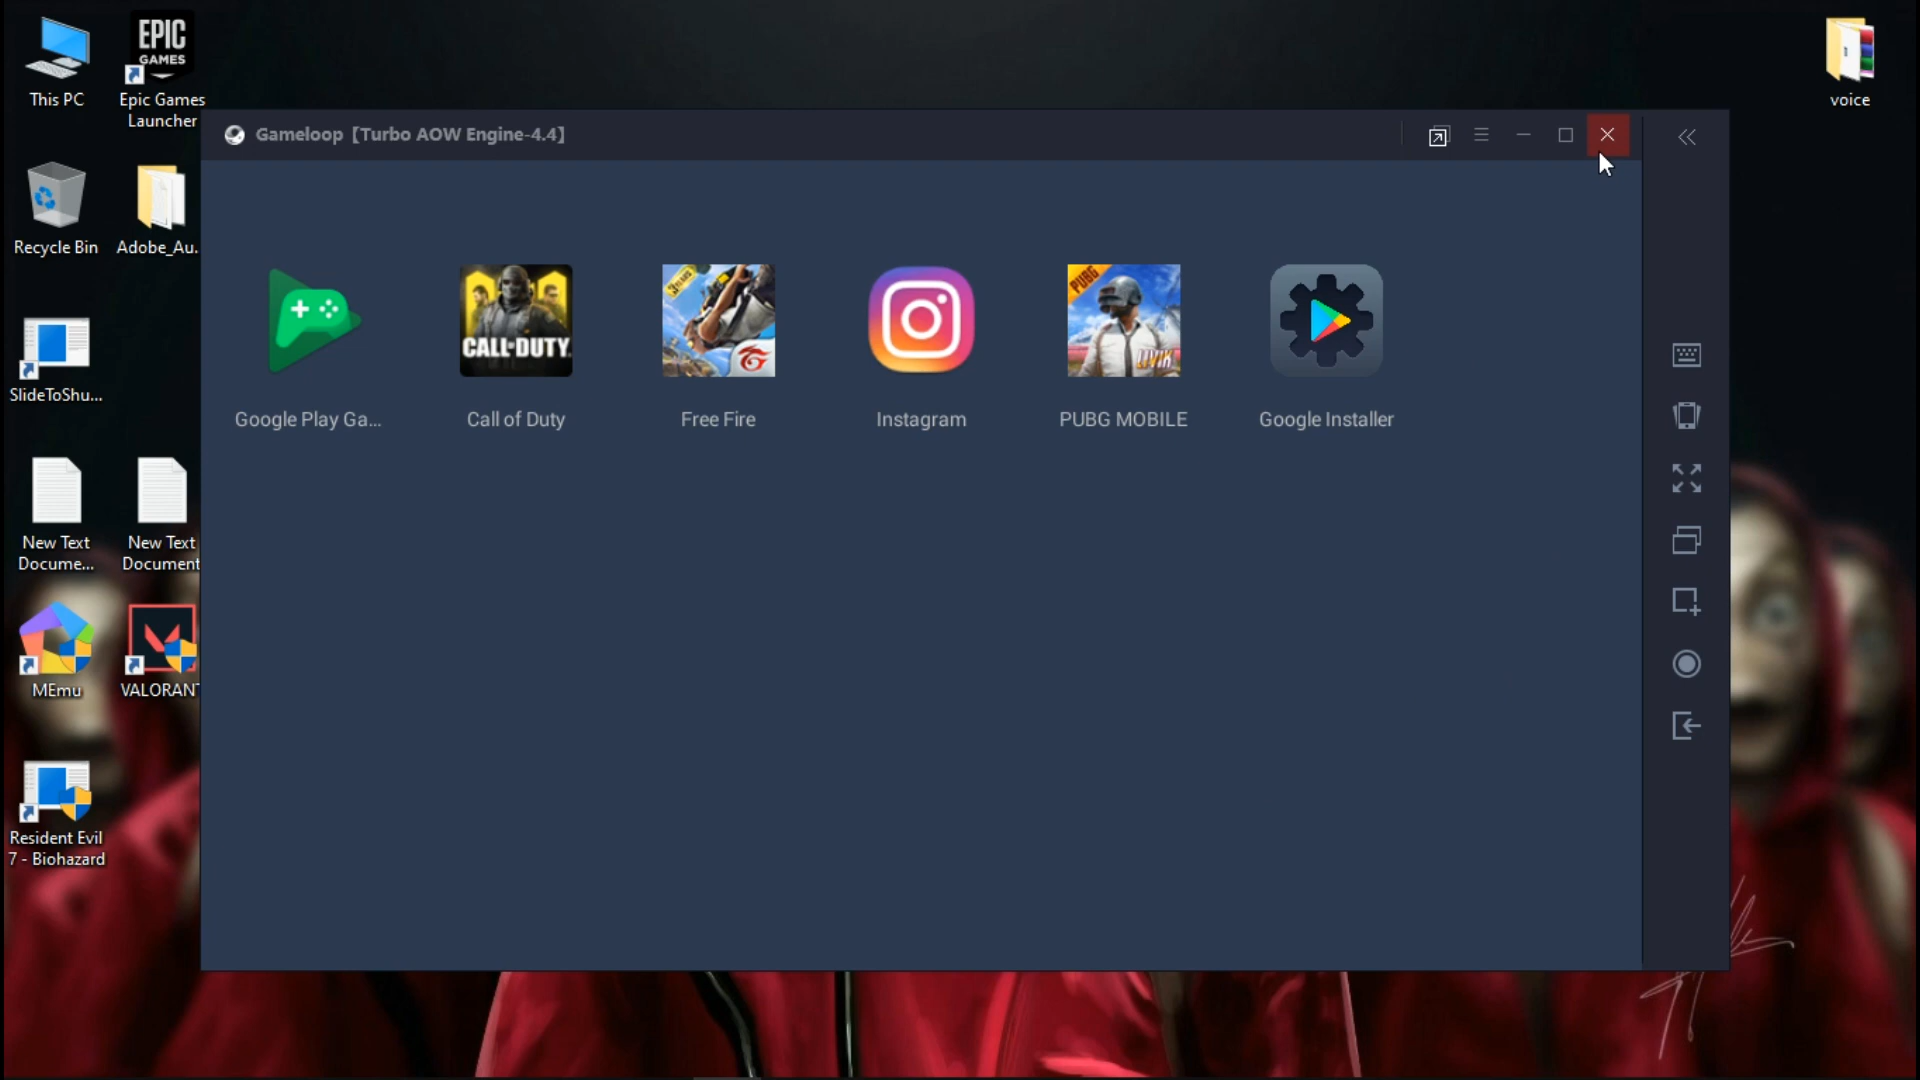 This PC
EPIC
GAMES
Epic Games
Launcher
voice
Gameloop【Turbo AOW Engine-4.4】
Recycle Bin
Adobe_Au...
SlideToShu...
New Text
Docume...
New Text
Document
MEmu
VALORANT
Resident Evil
7 - Biohazard
CALL OF DUTY
PUBG
LIVIK
Google Play Ga...
Call of Duty
Free Fire
Instagram
PUBG MOBILE
Google Installer